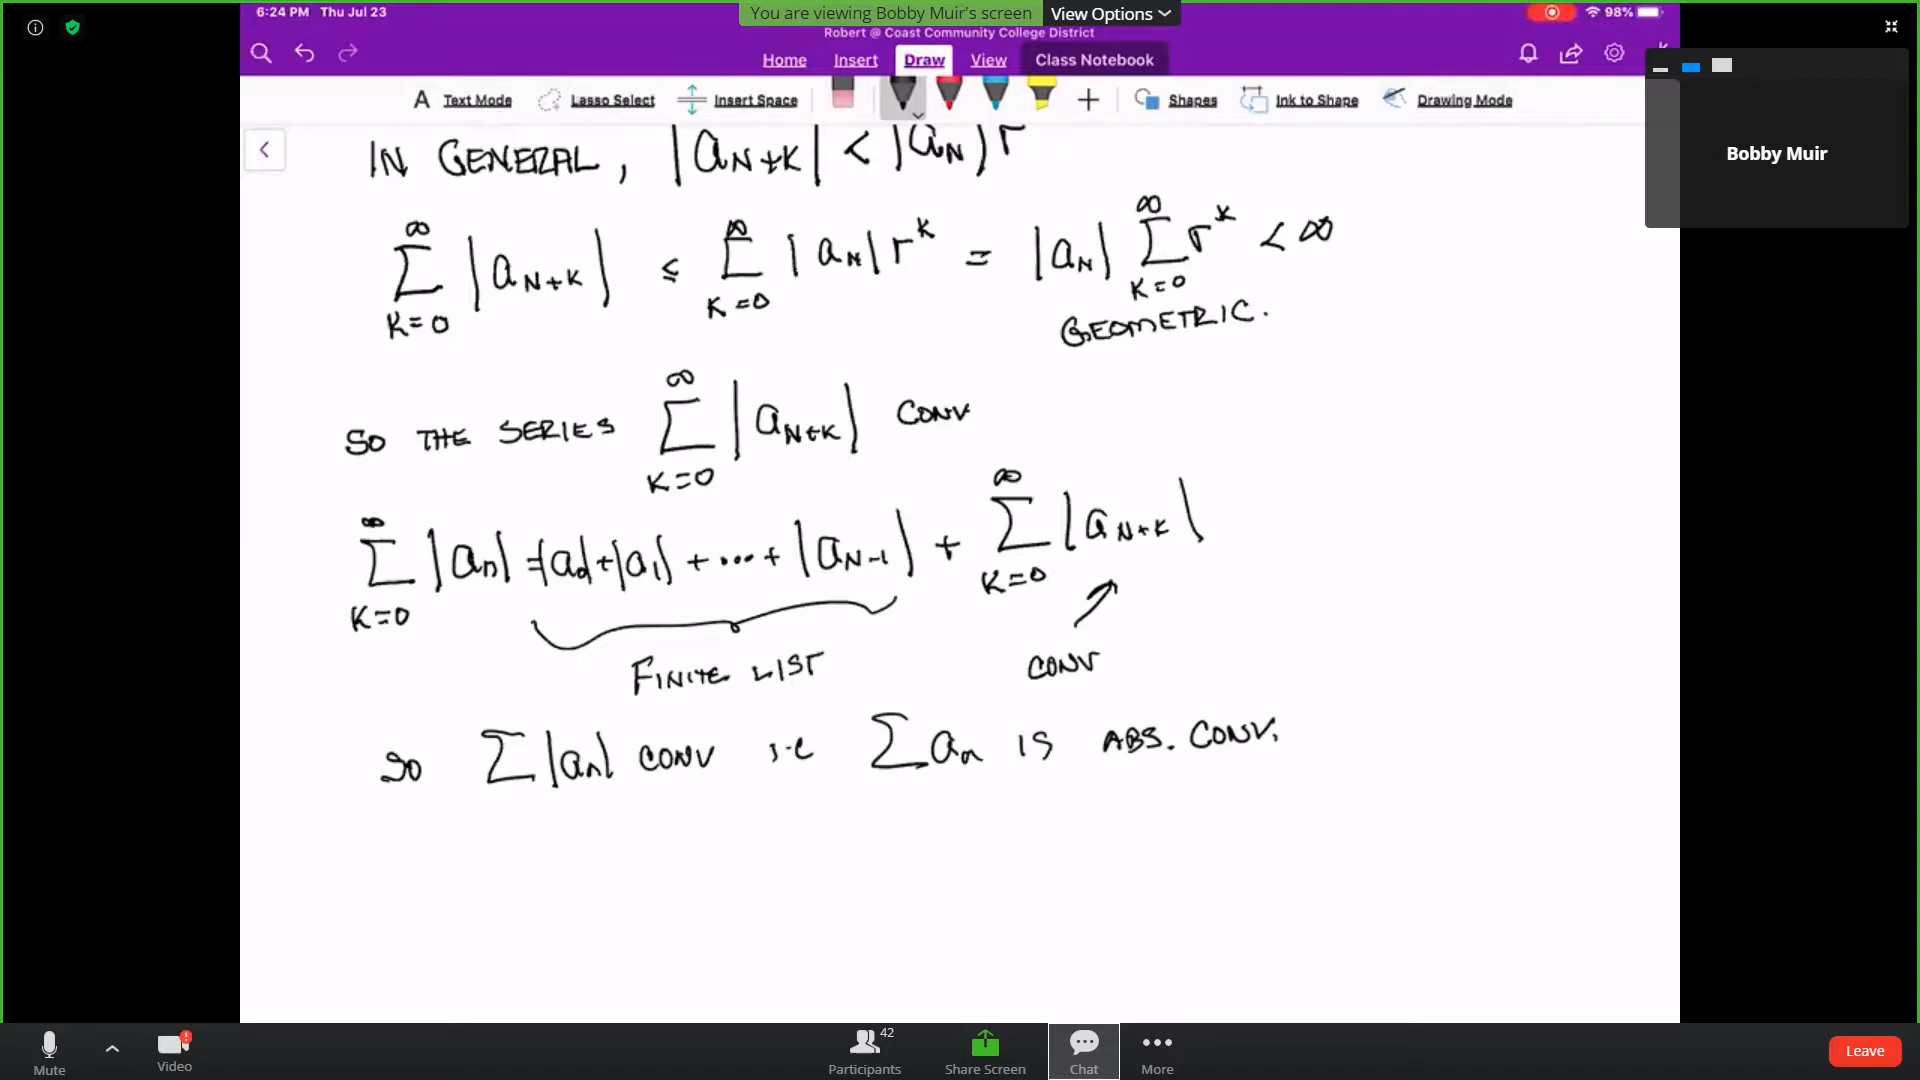 6:24 PM Thu Jul 23
You are viewing Bobby Muir's screen
View Options
98%
Robert @ Coast Community College District
Home Insert Draw View Class Notebook
Text Mode Lasso Select Insert Space Shapes Ink to Shape Drawing Mode
Bobby Muir
IN GENERAL, |a_{N+K}| < |a_N| r
∑_{K=0}^{∞} |a_{N+K}| ≤ ∑_{K=0}^{∞} |a_N| r^K = |a_N| ∑_{K=0}^{∞} r^K < ∞
GEOMETRIC.
SO THE SERIES ∑_{K=0}^{∞} |a_{N+K}| CONV
∑_{K=0}^{∞} |a_n| = |a_0| + |a_1| + ... + |a_{N-1}| + ∑_{K=0}^{∞} |a_{N+K}|
FINITE LIST
CONV
SO ∑ |a_n| CONV i.e ∑ a_n IS ABS. CONV.
Mute
Video
Participants 42
Share Screen
Chat
More
Leave